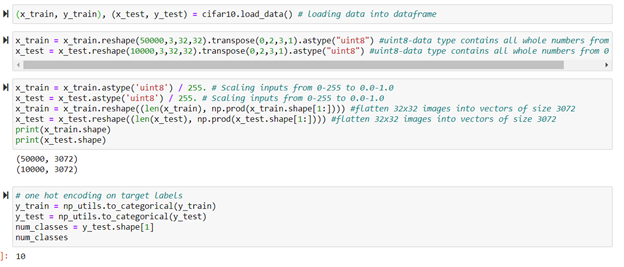 (x_train, y_train), (x_test, y_test) = cifar10.load_data() # loading data into dataframe
x_train = x_train.reshape(50000,3,32,32).transpose(0,2,3,1).astype("uint8") #uint8-data type contains all whole numbers from
x_test = x_test.reshape(10000,3,32,32).transpose(0,2,3,1).astype("uint8") #uint8-data type contains all whole numbers from 0
x_train = x_train.astype('uint8') / 255. # Scaling inputs from 0-255 to 0.0-1.0
x_test = x_test.astype('uint8') / 255. # Scaling inputs from 0-255 to 0.0-1.0
x_train = x_train.reshape((len(x_train), np.prod(x_train.shape[1:]))) #flatten 32x32 images into vectors of size 3072
x_test = x_test.reshape((len(x_test), np.prod(x_test.shape[1:]))) #flatten 32x32 images into vectors of size 3072
print(x_train.shape)
print(x_test.shape)
(50000, 3072)
(10000, 3072)
# one hot encoding on target labels
y_train = np_utils.to_categorical(y_train)
y_test = np_utils.to_categorical(y_test)
num_classes = y_test.shape[1]
num_classes
]: 10